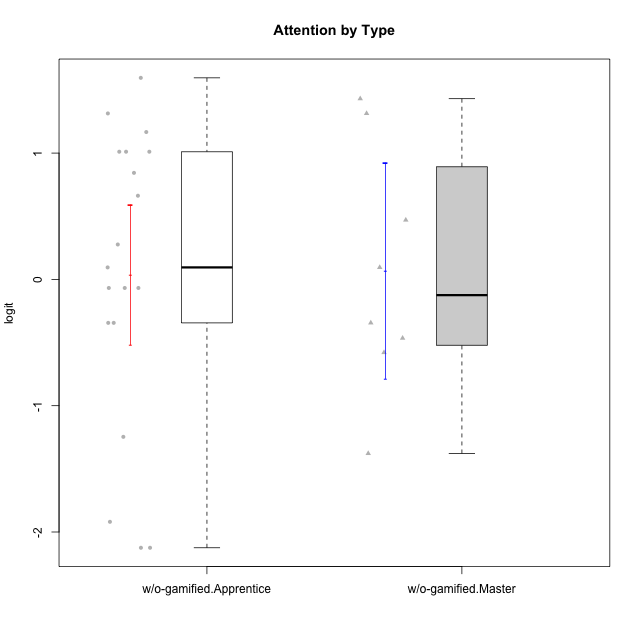 Attention by Type
logit
1
0
-1
-2
w/o-gamified.Apprentice
w/o-gamified.Master